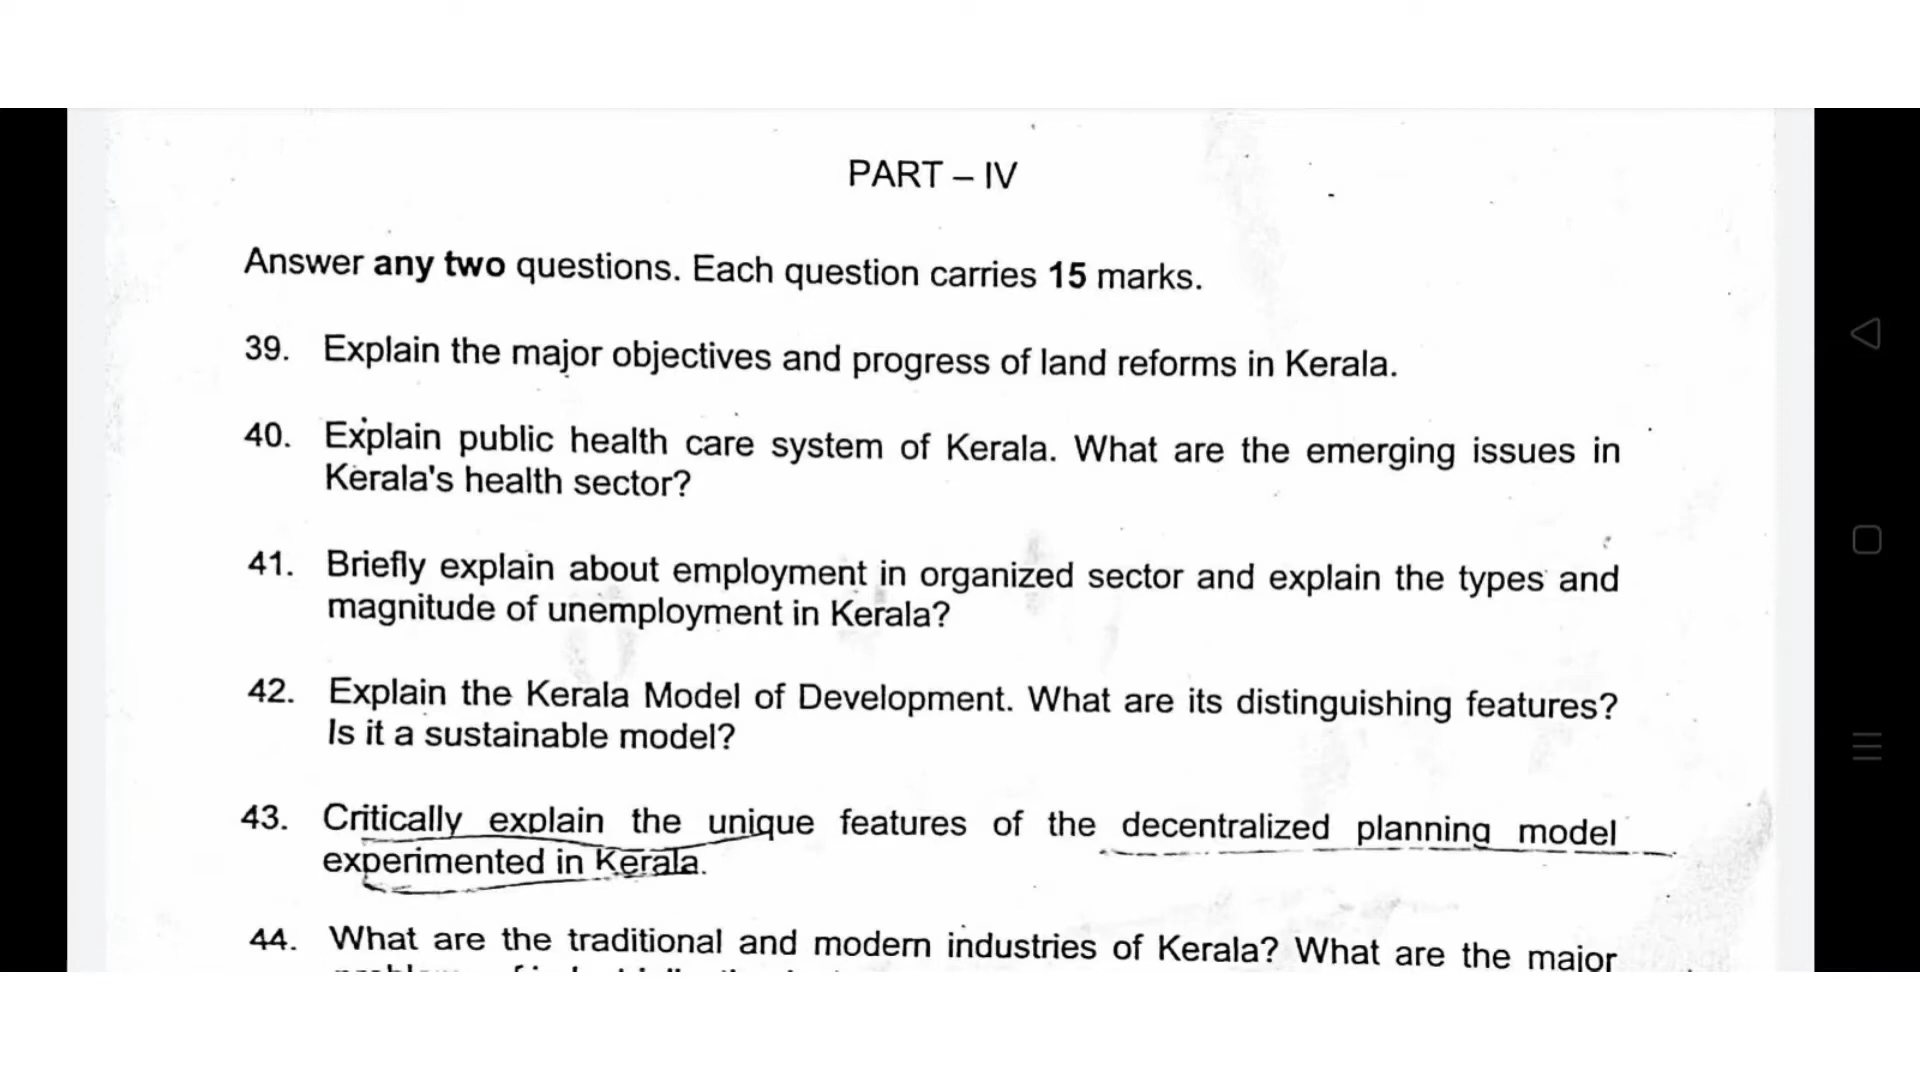 PART – IV
Answer any two questions. Each question carries 15 marks.
39. Explain the major objectives and progress of land reforms in Kerala.
40. Explain public health care system of Kerala. What are the emerging issues in
Kerala's health sector?
41. Briefly explain about employment in organized sector and explain the types and
magnitude of unemployment in Kerala?
42. Explain the Kerala Model of Development. What are its distinguishing features?
Is it a sustainable model?
43. Critically explain the unique features of the decentralized planning model
experimented in Kerala.
44. What are the traditional and modern industries of Kerala? What are the major